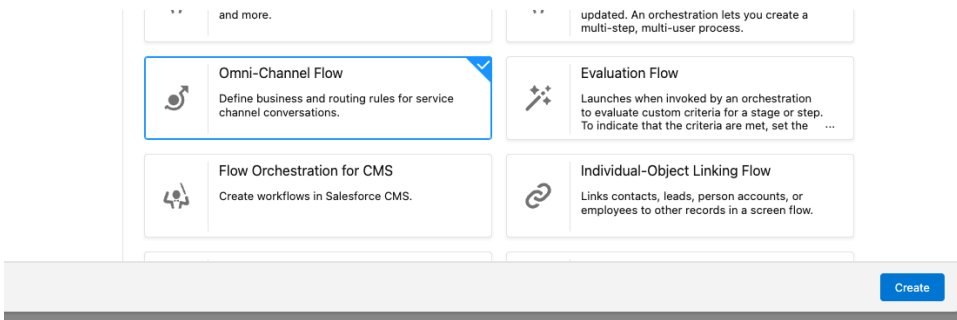 and more.
updated. An orchestration lets you create a
multi-step, multi-user process.
Omni-Channel Flow
Define business and routing rules for service
channel conversations.
Evaluation Flow
Launches when invoked by an orchestration
to evaluate custom criteria for a stage or step.
To indicate that the criteria are met, set the ...
Flow Orchestration for CMS
Create workflows in Salesforce CMS.
Individual-Object Linking Flow
Links contacts, leads, person accounts, or
employees to other records in a screen flow.
Create